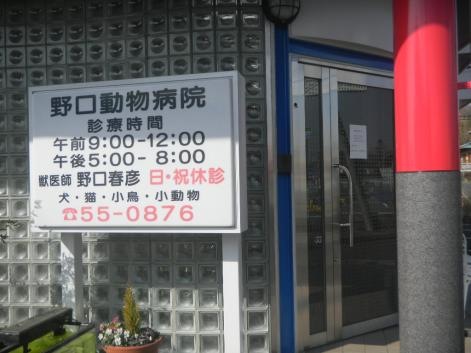 野口動物病院
診療時間
午前9:00-12:00
午後5:00- 8:00
獣医師 野口春彦 日・祝休診
犬・猫・小鳥・小動物
☎55-0876